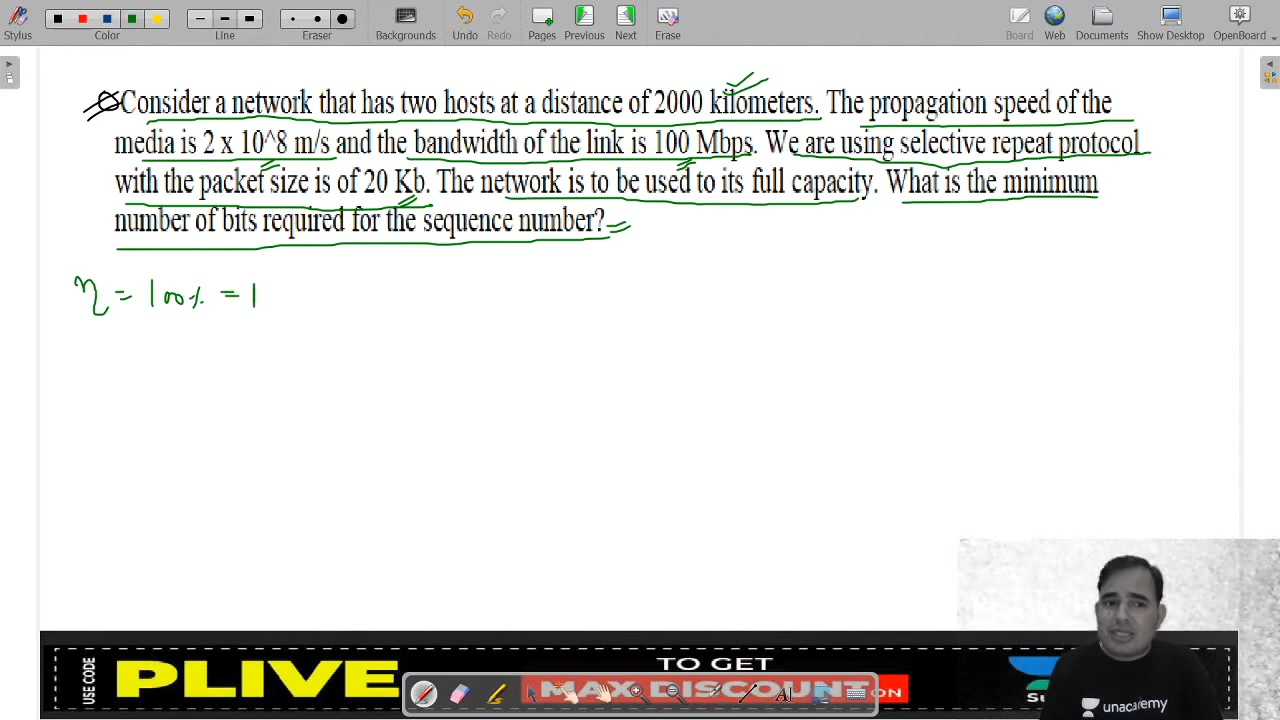 Stylus
Color
Line
Eraser
Backgrounds
Undo
Redo
Pages
Previous
Next
Erase
Board
Web
Documents
Show Desktop
OpenBoard
Consider a network that has two hosts at a distance of 2000 kilometers. The propagation speed of the
media is 2 x 10^8 m/s and the bandwidth of the link is 100 Mbps. We are using selective repeat protocol
with the packet size is of 20 Kb. The network is to be used to its full capacity. What is the minimum
number of bits required for the sequence number?
η = 100% = 1
USE CODE
PLIVE
TO GET
MAX DISCOUNT
ON
Su
unacademy